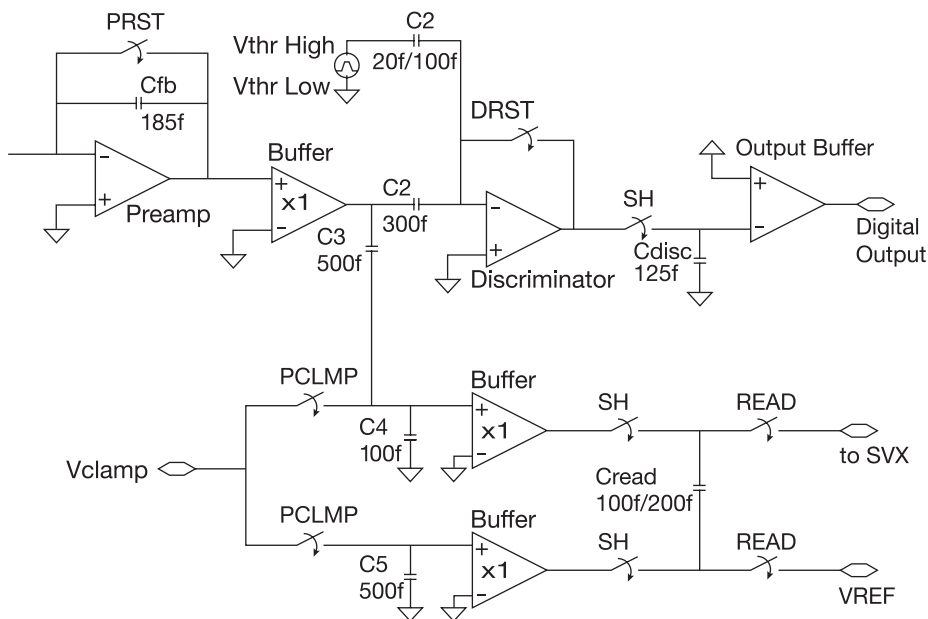 PRST
C2
Vthr High
20f/100f
Vthr Low
Cfb
185f
DRST
Buffer
Output Buffer
+
−
−
+
x1
−
C2
−
SH
+
−
Preamp
300f
C3
500f
+
Discriminator
Cdisc
125f
Digital
Output
PCLMP
Buffer
SH
READ
C4
100f
+
x1
−
to SVX
Vclamp
Cread
100f/200f
PCLMP
Buffer
SH
READ
C5
500f
+
x1
−
VREF